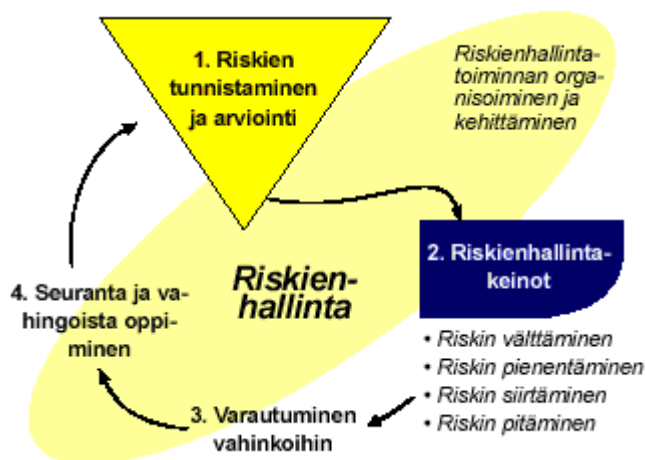 1. Riskien
tunnistaminen
ja arviointi
Riskienhallinta-
toiminnan orga-
nisoiminen ja
kehittäminen
2. Riskienhallinta-
keinot
• Riskin välttäminen
• Riskin pienentäminen
• Riskin siirtäminen
• Riskin pitäminen
3. Varautuminen
vahinkoihin
4. Seuranta ja va-
hingoista oppi-
minen
Riskien-
hallinta